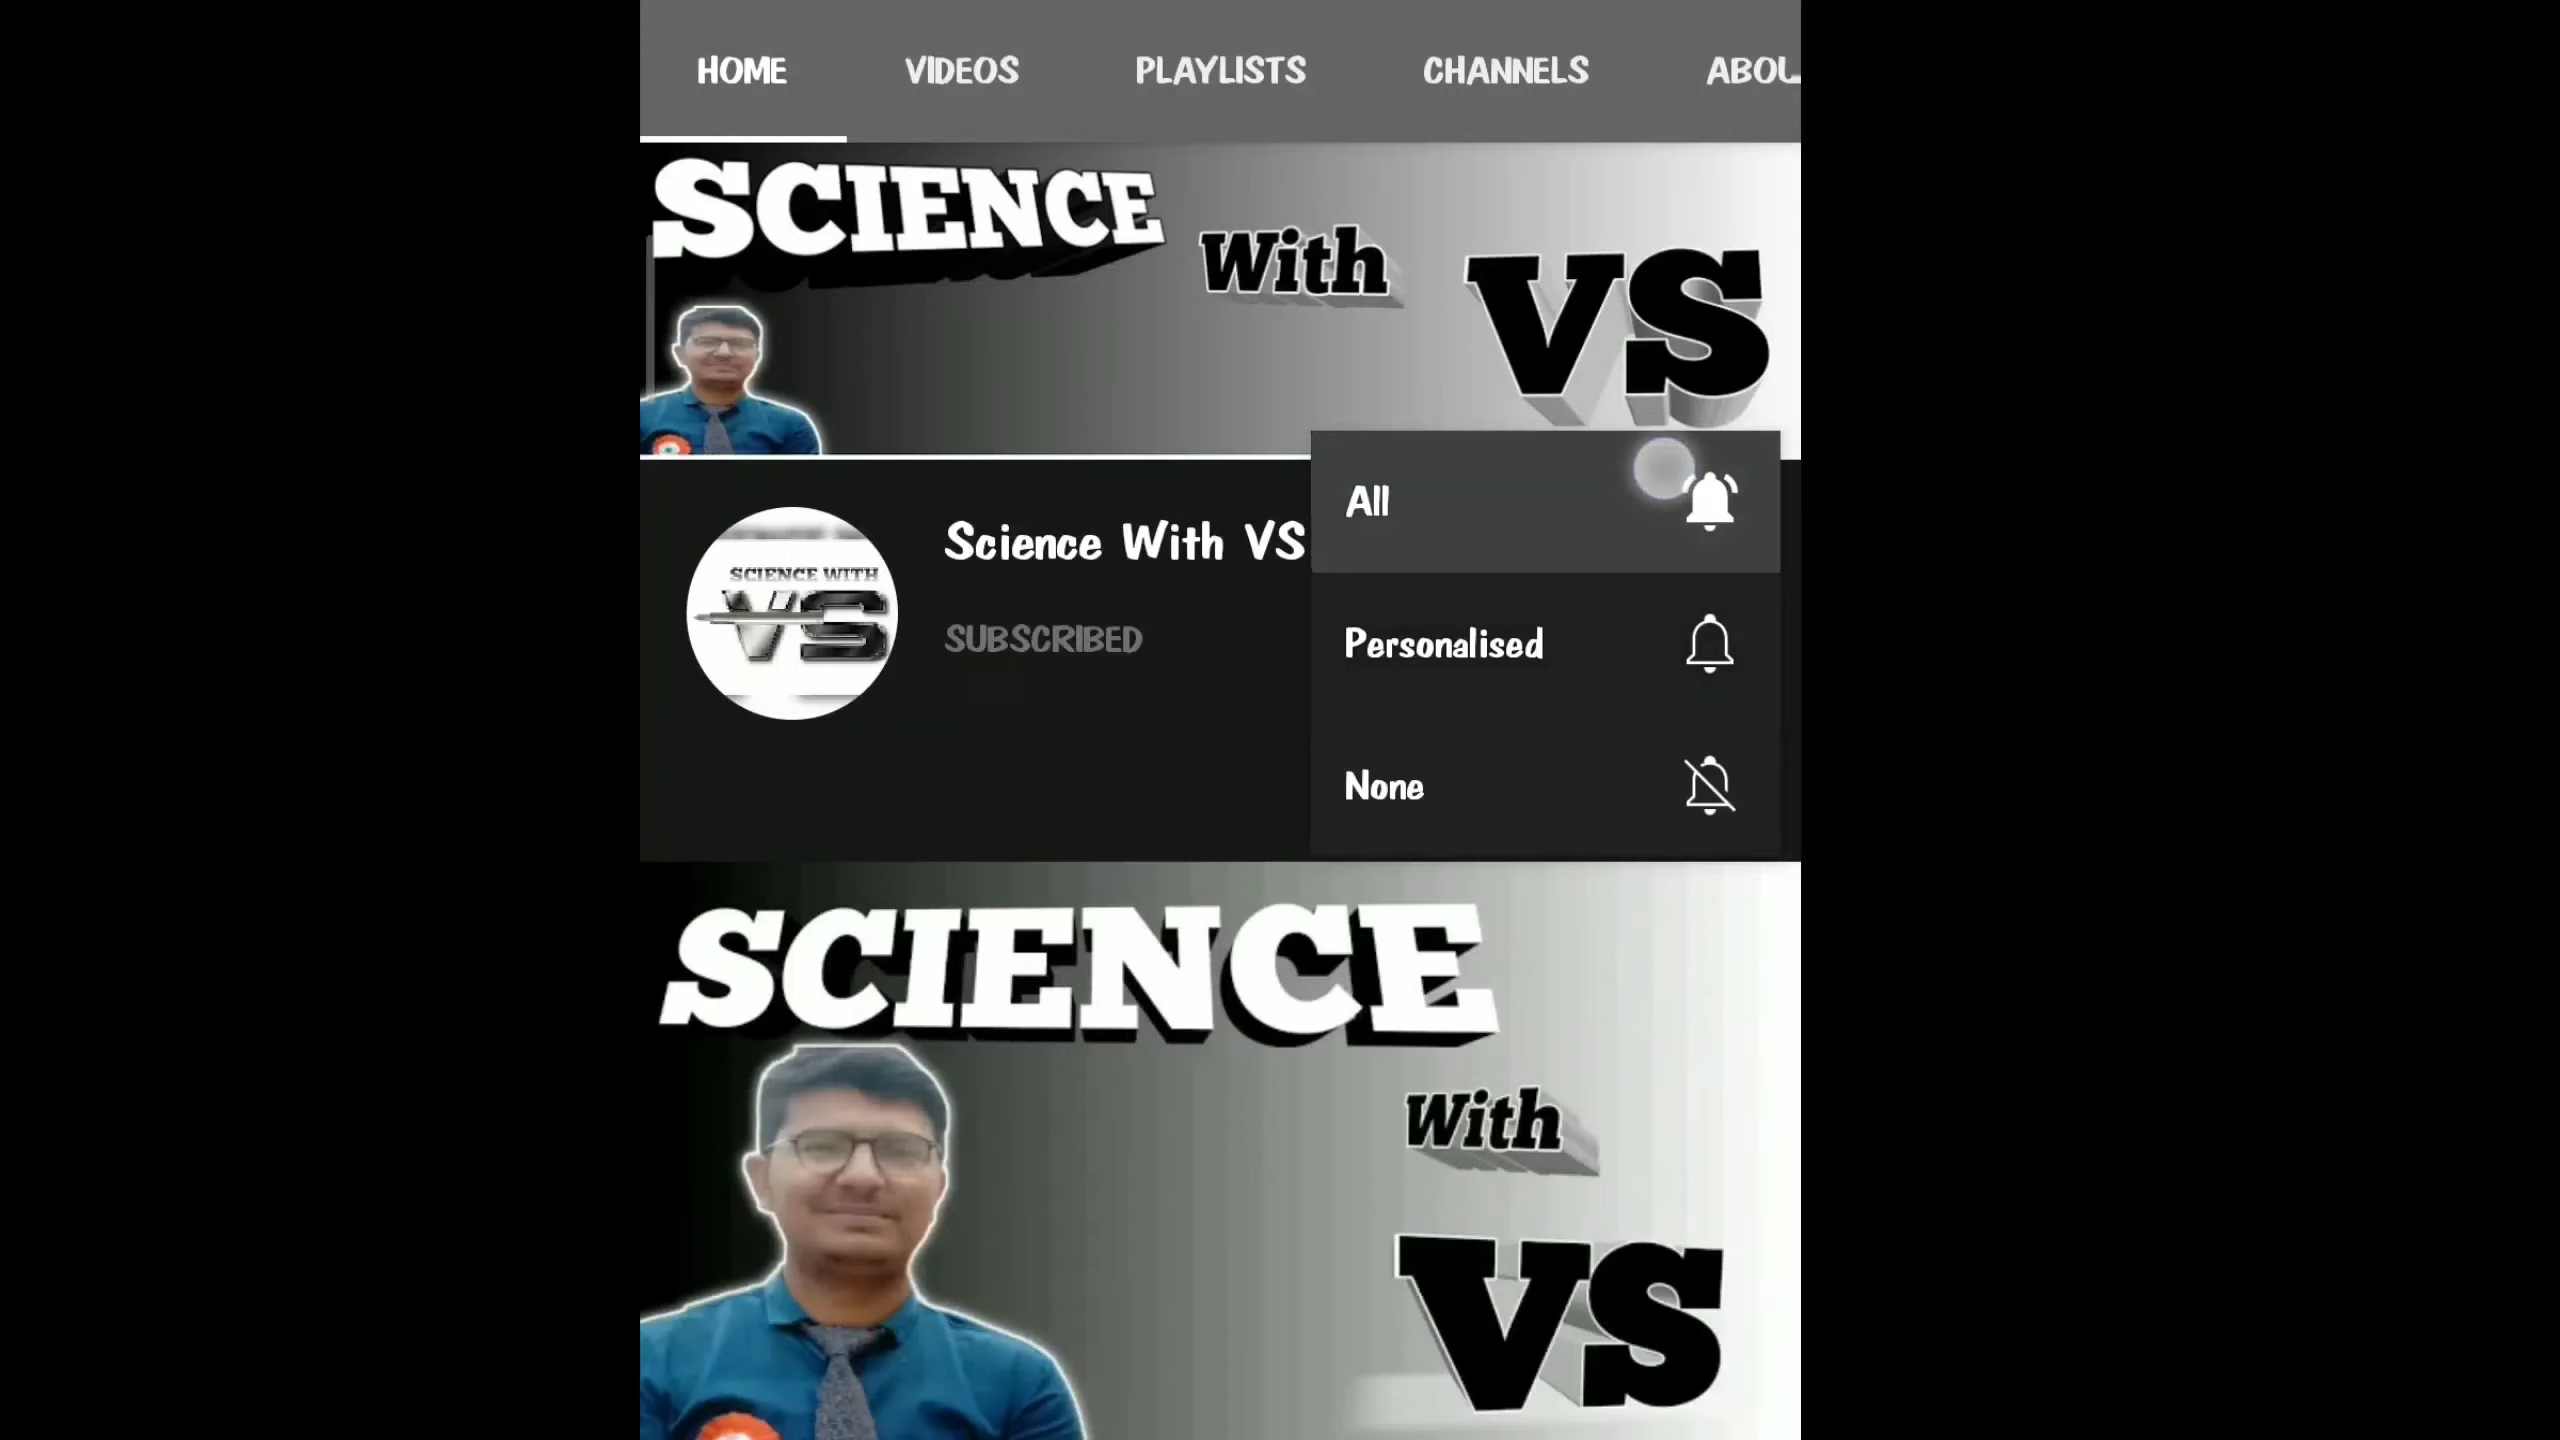 HOME VIDEOS PLAYLISTS CHANNELS ABOU
SCIENCE
With
VS
All
Science With VS
SCIENCE WITH
VS
SUBSCRIBED
Personalised
None
SCIENCE
With
VS